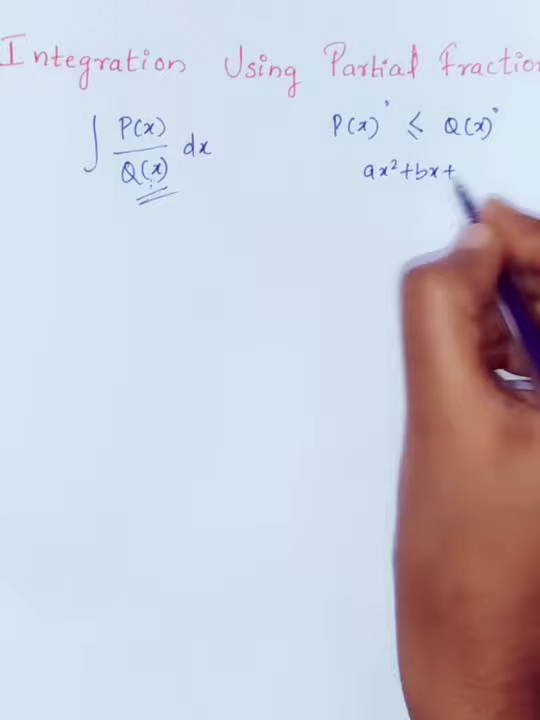 Integration Using Partial Fraction
∫ P(x)/Q(x) dx
P(x)° ≤ Q(x)°
ax²+bx+